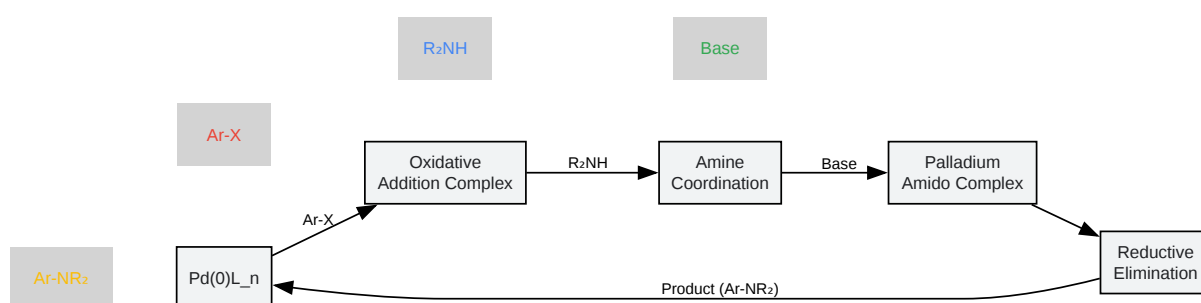 R₂NH
Base
Ar-X
Oxidative
Addition Complex
R₂NH
Amine
Coordination
Base
Palladium
Amido Complex
Ar-X
Ar-NR₂
Pd(0)L_n
Reductive
Elimination
Product (Ar-NR₂)